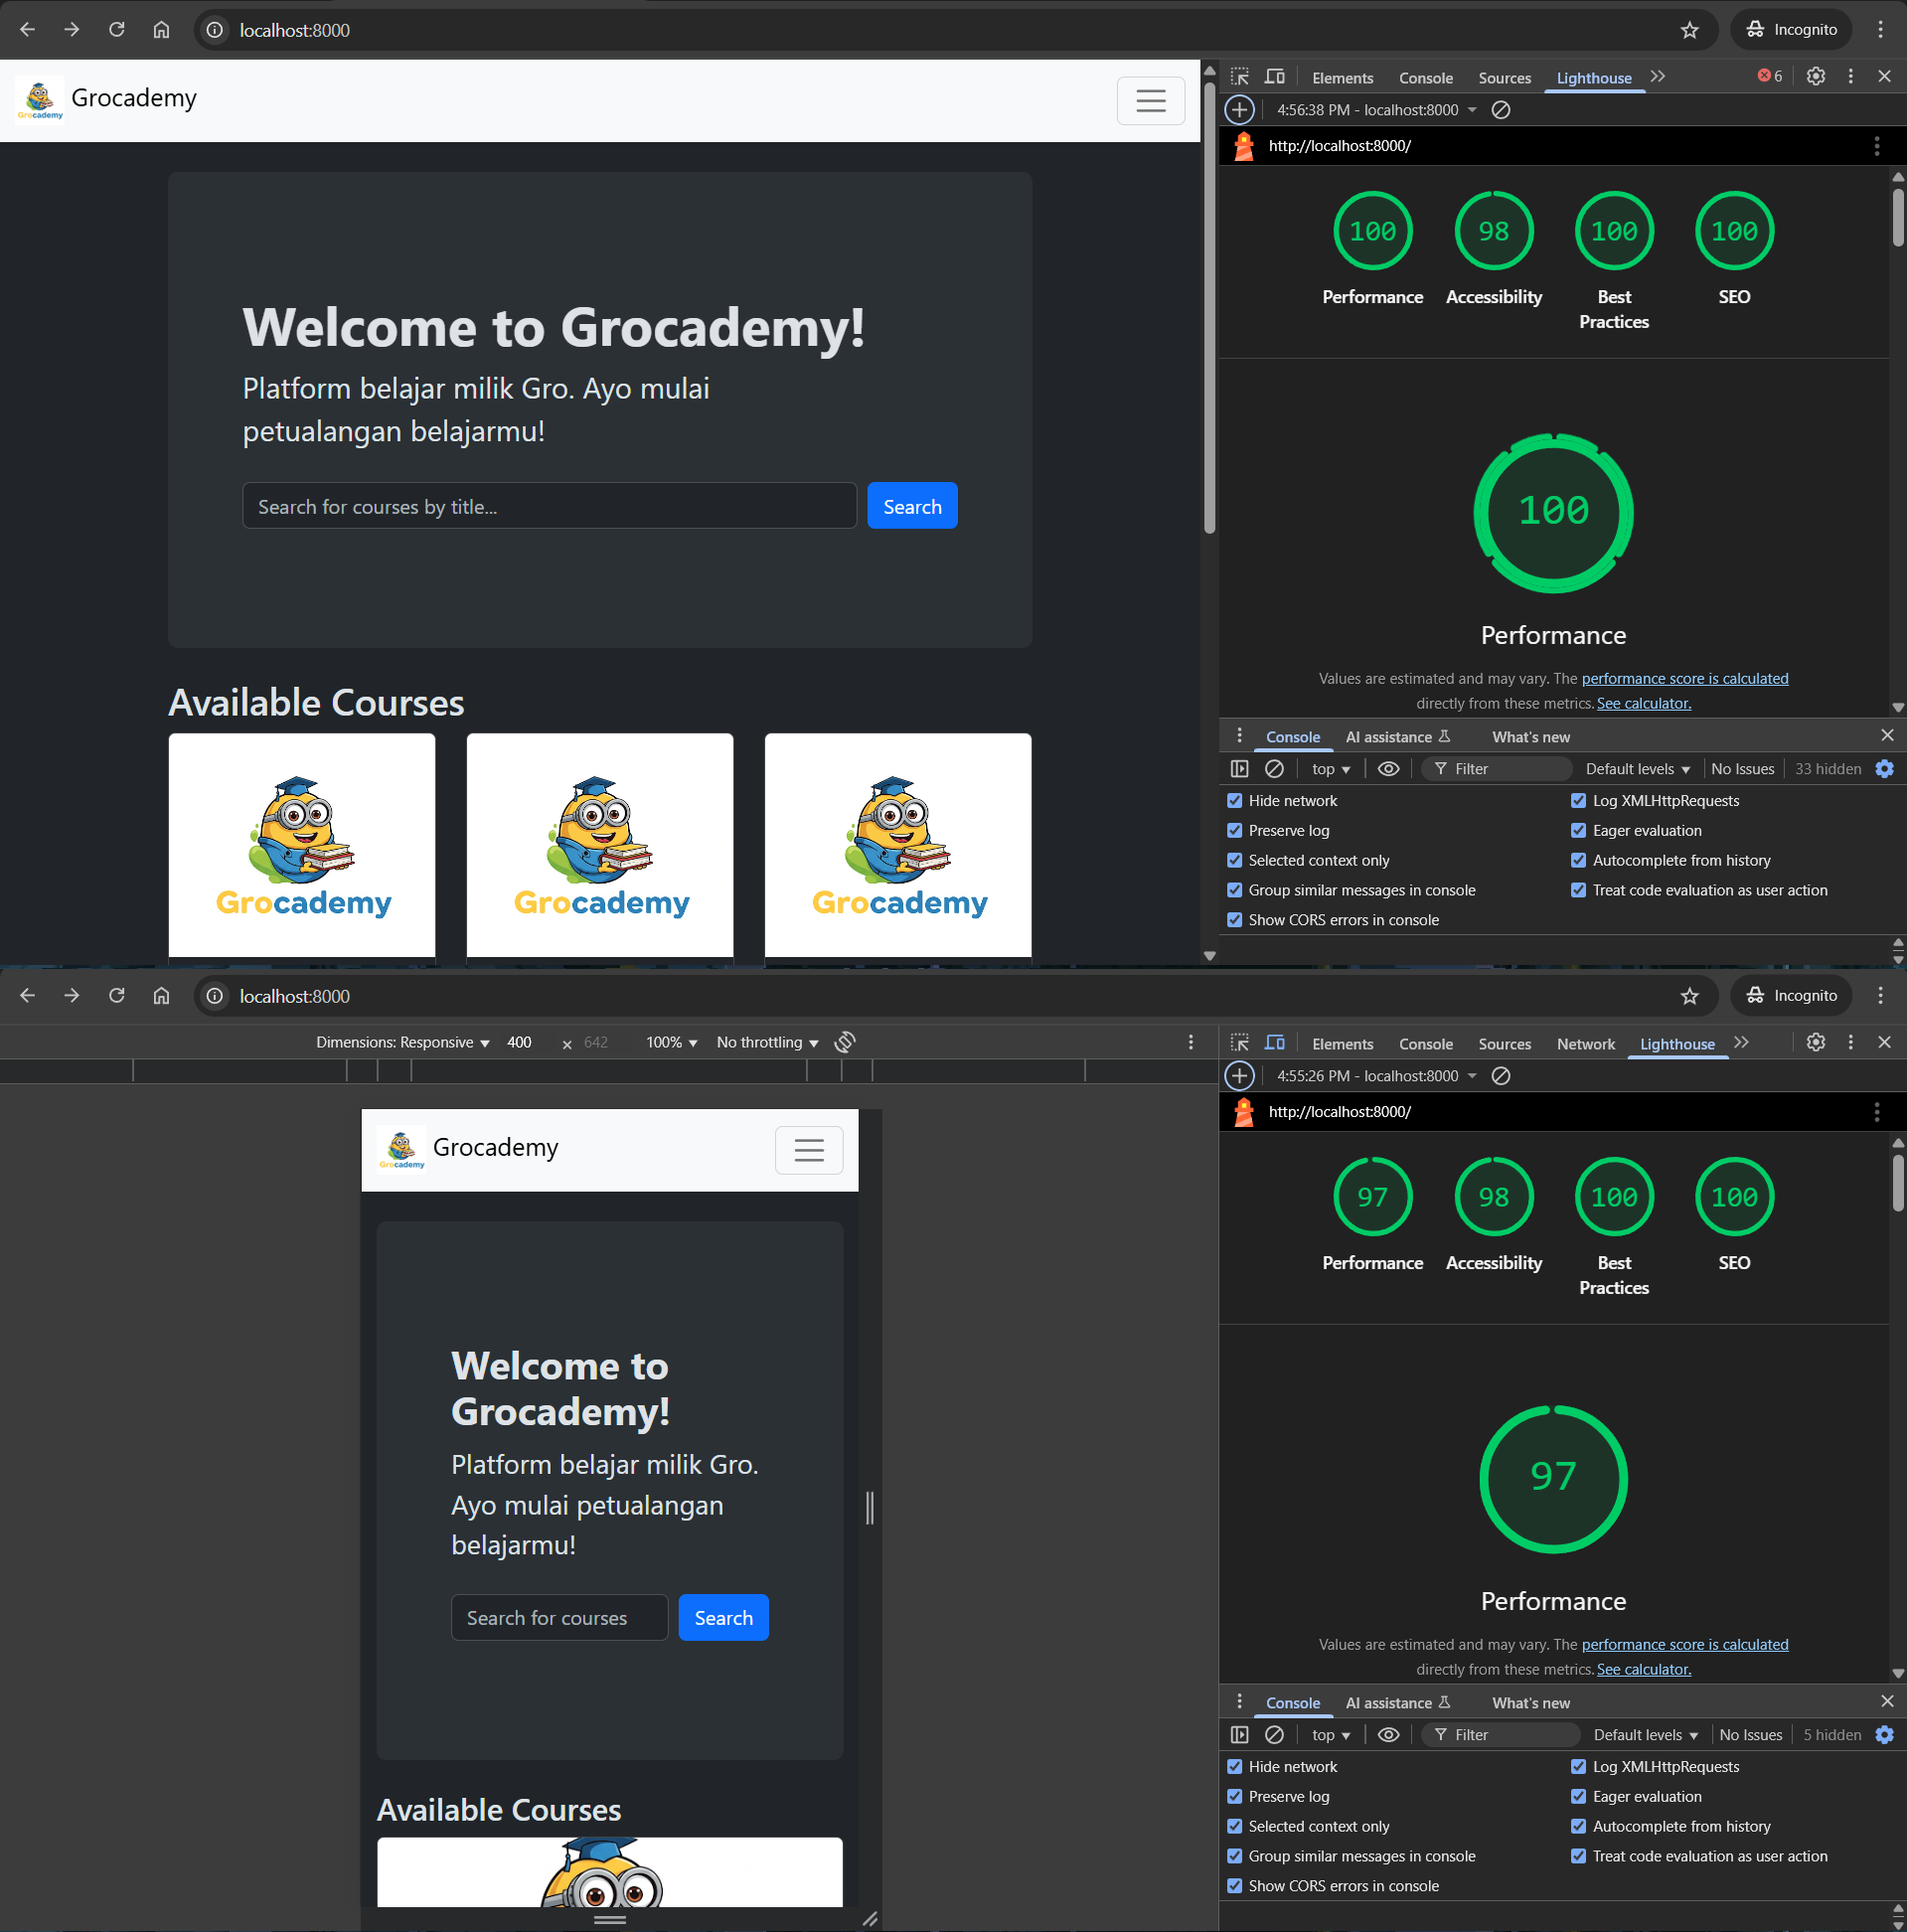 localhost:8000
Incognito
Grocademy
Grocademy
Welcome to Grocademy!
Platform belajar milik Gro. Ayo mulai
petualangan belajarmu!
Search for courses by title...
Search
Available Courses
Grocademy
Grocademy
Grocademy
Elements Console Sources Lighthouse
6
4:56:38 PM - localhost:8000
http://localhost:8000/
100 98 100 100
Performance Accessibility Best Practices SEO
100
Performance
Values are estimated and may vary. The performance score is calculated
directly from these metrics. See calculator.
Console AI assistance What's new
top Filter Default levels No Issues 33 hidden
Hide network Log XMLHttpRequests
Preserve log Eager evaluation
Selected context only Autocomplete from history
Group similar messages in console Treat code evaluation as user action
Show CORS errors in console
localhost:8000
Incognito
Dimensions: Responsive 400 × 642 100% No throttling
Grocademy
Grocademy
Welcome to
Grocademy!
Platform belajar milik Gro.
Ayo mulai petualangan
belajarmu!
Search for courses
Search
Available Courses
Elements Console Sources Network Lighthouse
4:55:26 PM - localhost:8000
http://localhost:8000/
97 98 100 100
Performance Accessibility Best Practices SEO
97
Performance
Values are estimated and may vary. The performance score is calculated
directly from these metrics. See calculator.
Console AI assistance What's new
top Filter Default levels No Issues 5 hidden
Hide network Log XMLHttpRequests
Preserve log Eager evaluation
Selected context only Autocomplete from history
Group similar messages in console Treat code evaluation as user action
Show CORS errors in console